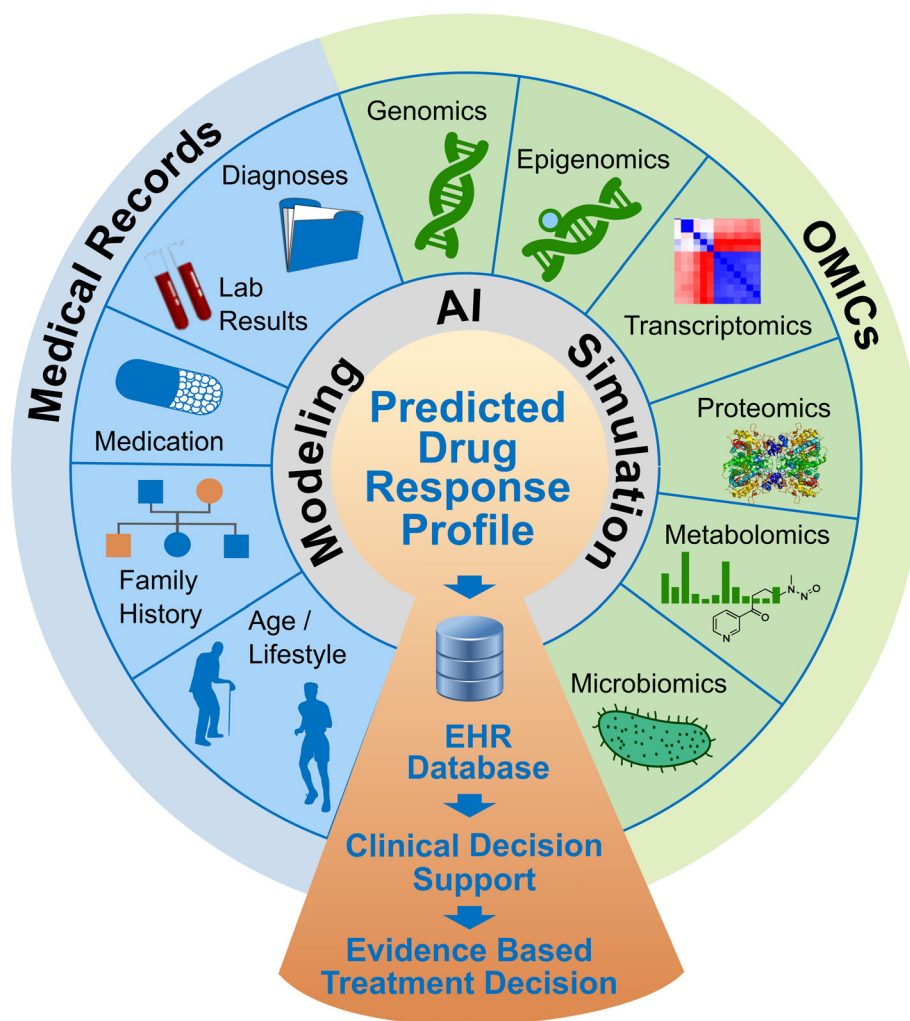 Medical Records
Diagnoses
Lab
Results
Medication
Family
History
Age /
Lifestyle
OMICs
Genomics
Epigenomics
Transcriptomics
Proteomics
Metabolomics
N
O
N
N
O
Microbiomics
Modeling
AI
Simulation
Predicted
Drug
Response
Profile
EHR
Database
Clinical Decision
Support
Evidence Based
Treatment Decision